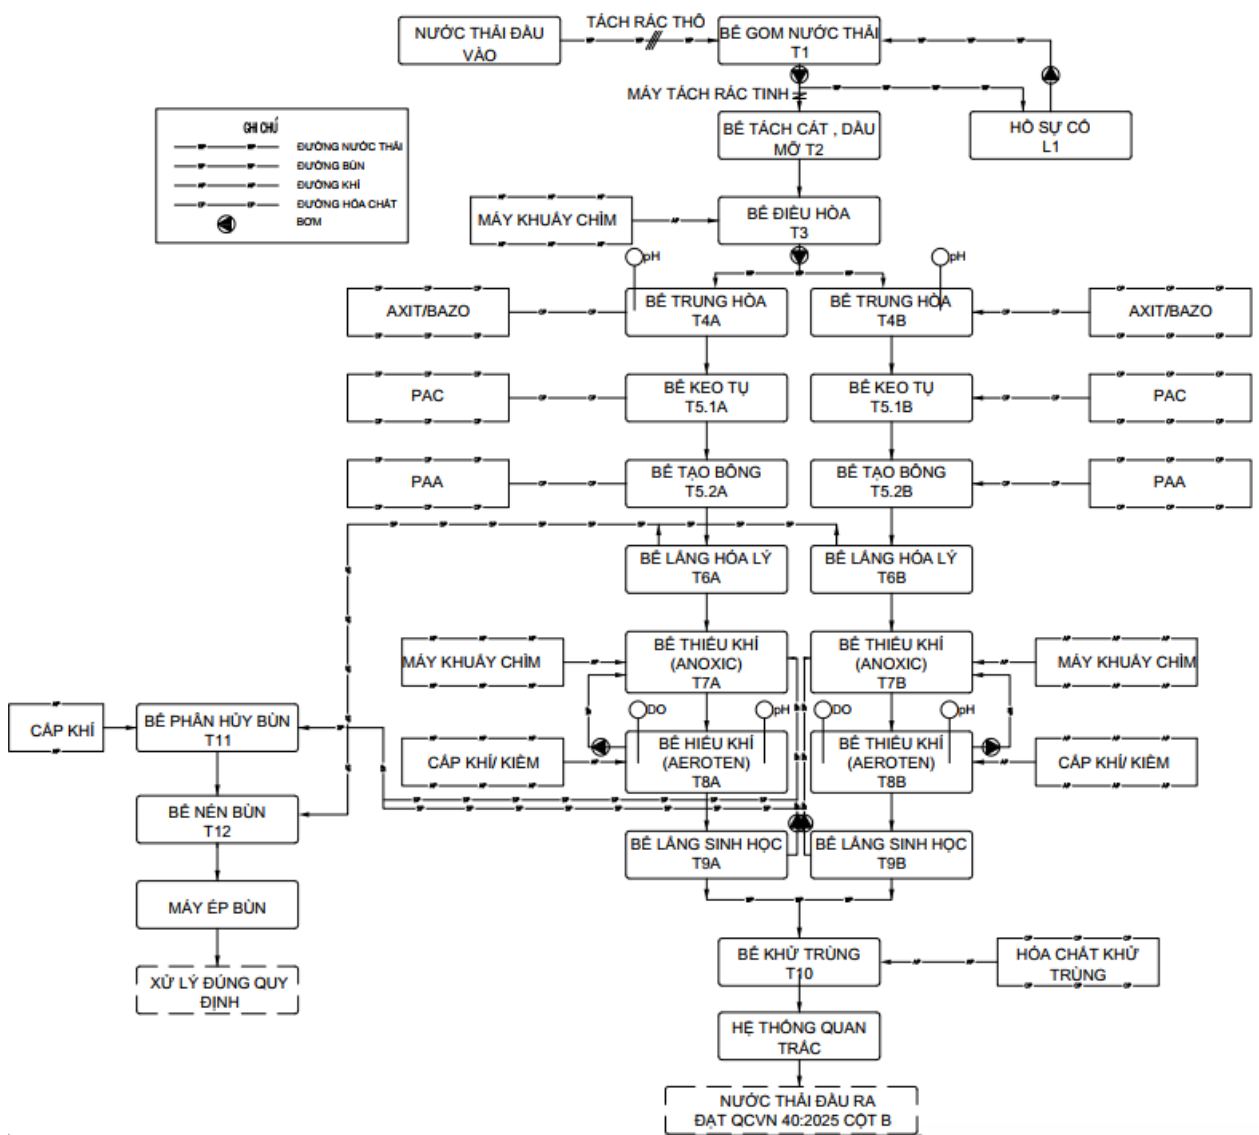 NƯỚC THẢI ĐẦU
VÀO
TÁCH RÁC THÔ
BỂ GOM NƯỚC THẢI
T1
MÁY TÁCH RÁC TINH
BỂ TÁCH CÁT , DẦU
MỠ T2
HỒ SỰ CỐ
L1
GHI CHÚ
ĐƯỜNG NƯỚC THẢI
ĐƯỜNG BÙN
ĐƯỜNG KHÍ
ĐƯỜNG HÓA CHẤT
BƠM
MÁY KHUẤY CHÌM
BỂ ĐIỀU HÒA
T3
pH
pH
AXIT/BAZO
BỂ TRUNG HÒA
T4A
BỂ TRUNG HÒA
T4B
AXIT/BAZO
PAC
BỂ KEO TỤ
T5.1A
BỂ KEO TỤ
T5.1B
PAC
PAA
BỂ TẠO BÔNG
T5.2A
BỂ TẠO BÔNG
T5.2B
PAA
BỂ LẮNG HÓA LÝ
T6A
BỂ LẮNG HÓA LÝ
T6B
MÁY KHUẤY CHÌM
BỂ THIẾU KHÍ
(ANOXIC)
T7A
BỂ THIẾU KHÍ
(ANOXIC)
T7B
MÁY KHUẤY CHÌM
DO
pH
DO
pH
CẤP KHÍ
BỂ PHÂN HỦY BÙN
T11
CẤP KHÍ/ KIỀM
BỂ HIẾU KHÍ
(AEROTEN)
T8A
BỂ THIẾU KHÍ
(AEROTEN)
T8B
CẤP KHÍ/ KIỀM
BỂ NÉN BÙN
T12
BỂ LẮNG SINH HỌC
T9A
BỂ LẮNG SINH HỌC
T9B
MÁY ÉP BÙN
XỬ LÝ ĐÚNG QUY
ĐỊNH
BỂ KHỬ TRÙNG
T10
HÓA CHẤT KHỬ
TRÙNG
HỆ THỐNG QUAN
TRẮC
NƯỚC THẢI ĐẦU RA
ĐẠT QCVN 40:2025 CỘT B